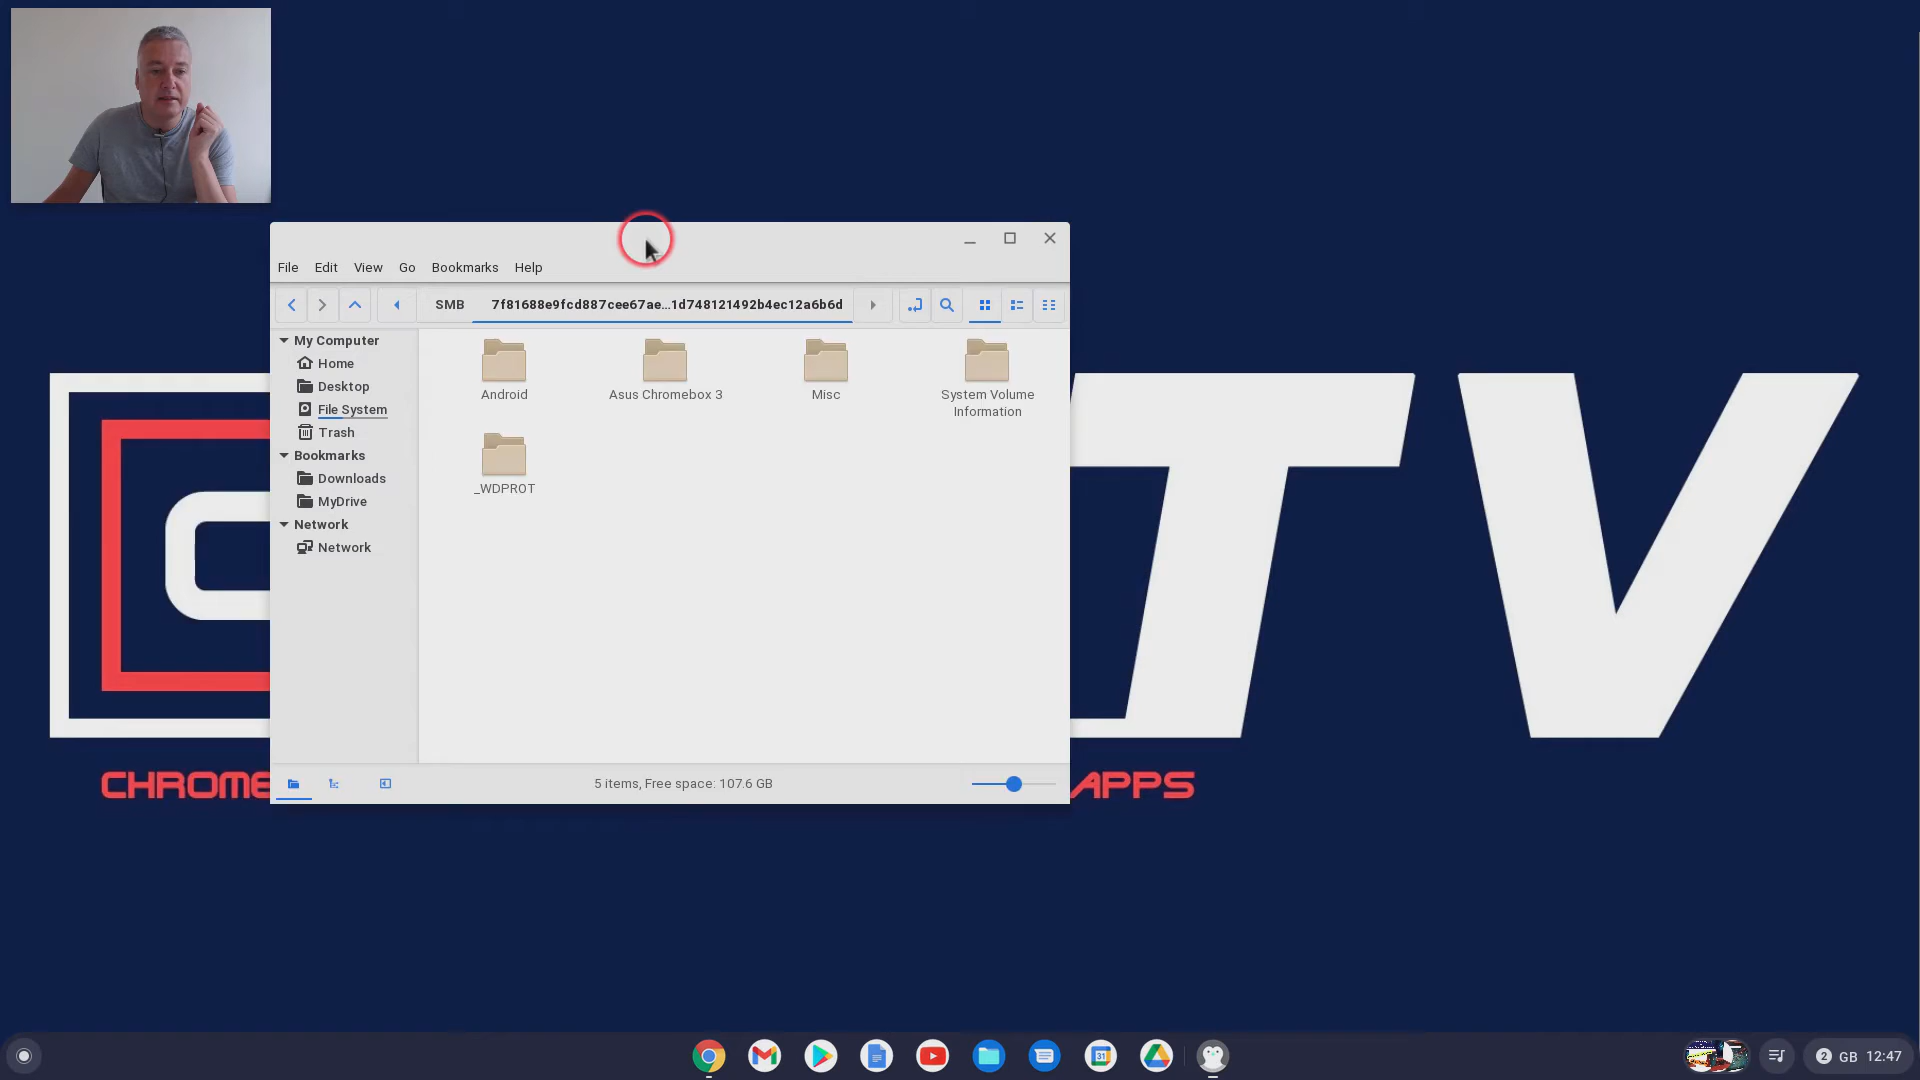 File Edit View Go Bookmarks Help
SMB 7f81688e9fcd887cee67ae...1d748121492b4ec12a6b6d
My Computer
Home
Desktop
File System
Trash
Bookmarks
Downloads
MyDrive
Network
Network
Android
Asus Chromebox 3
Misc
System Volume
Information
_WDPROT
5 items, Free space: 107.6 GB
TV
CHROME
APPS
31
2 GB 12:47